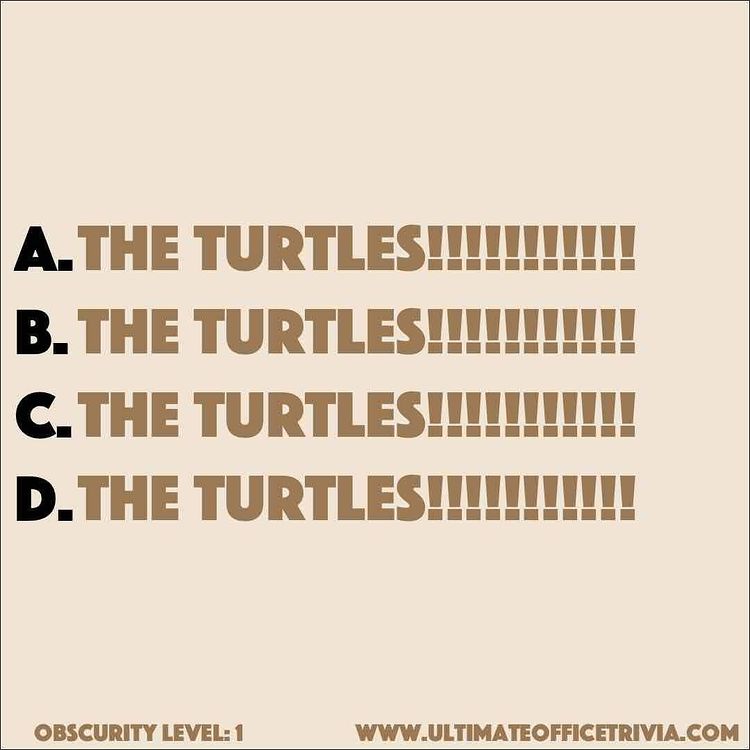 A. THE TURTLES!!!!!!!!!!!
B. THE TURTLES!!!!!!!!!!!
C. THE TURTLES!!!!!!!!!!!
D. THE TURTLES!!!!!!!!!!!
OBSCURITY LEVEL: 1 WWW.ULTIMATEOFFICETRIVIA.COM